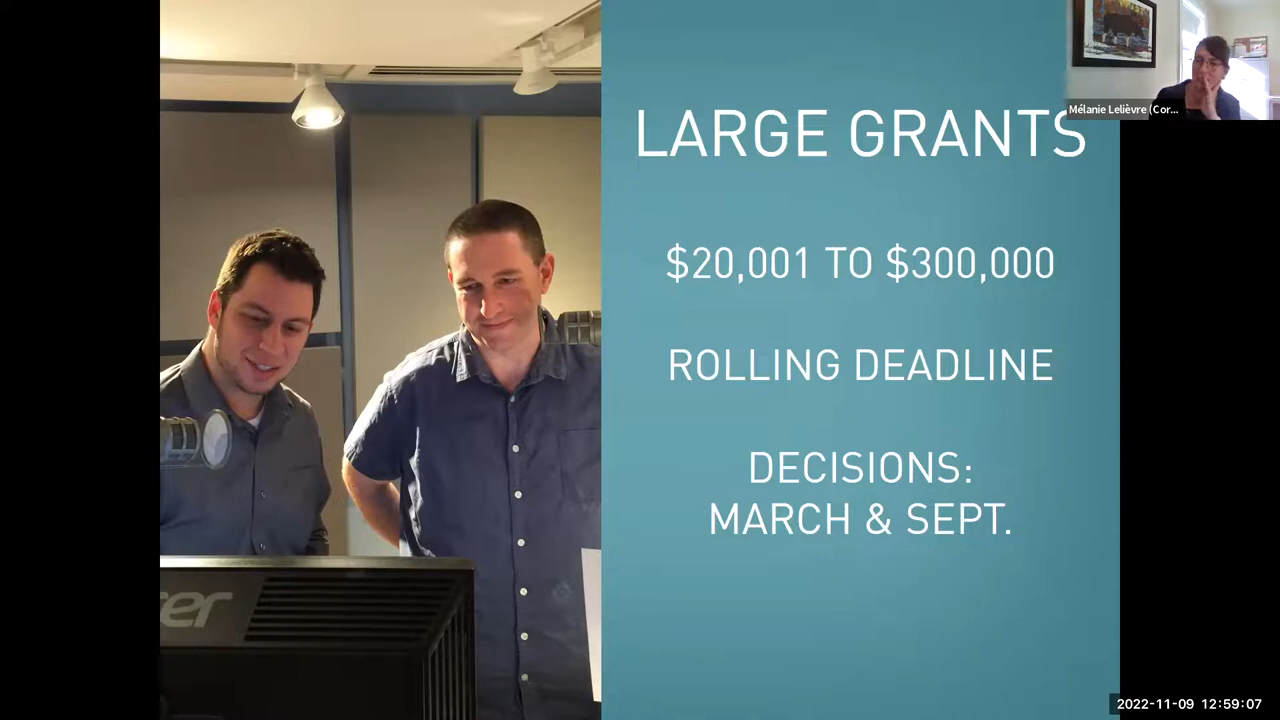 LARGE GRANTS
$20,001 TO $300,000
ROLLING DEADLINE
DECISIONS:
MARCH & SEPT.
Mélanie Lelièvre (Cor...
cer
2022-11-09 12:59:07